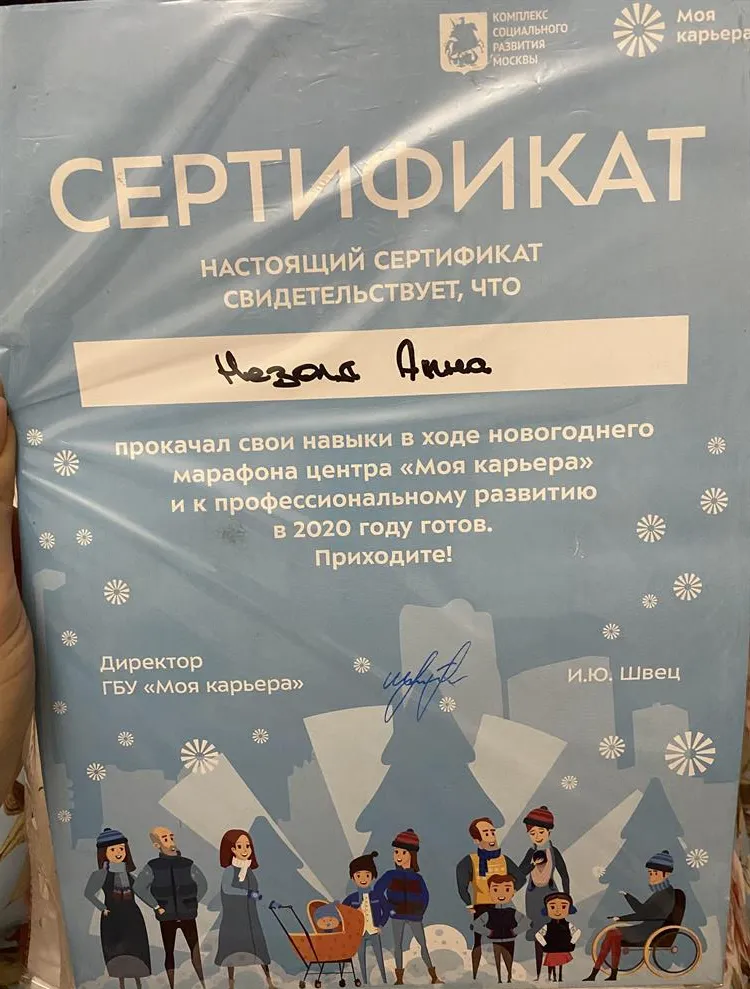 КОМПЛЕКС
СОЦИАЛЬНОГО
РАЗВИТИЯ
МОСКВЫ
Моя
карьера
СЕРТИФИКАТ
НАСТОЯЩИЙ СЕРТИФИКАТ
СВИДЕТЕЛЬСТВУЕТ, ЧТО
Незола Анна
прокачал свои навыки в ходе новогоднего
марафона центра «Моя карьера»
и к профессиональному развитию
в 2020 году готов.
Приходите!
Директор
ГБУ «Моя карьера»
И.Ю. Швец